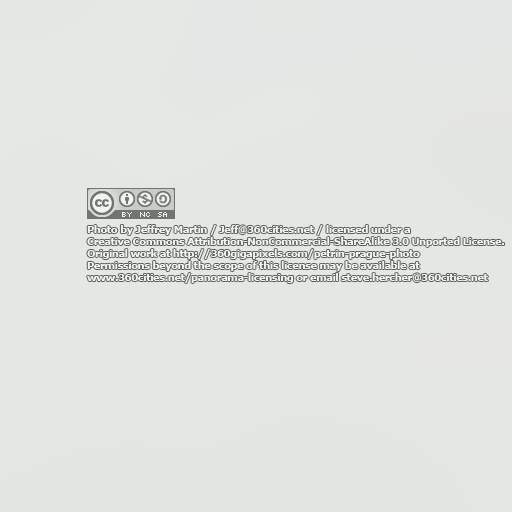 cc BY NC SA
Photo by Jeffrey Martin / Jeff@360cities.net / licensed under a
Creative Commons Attribution-NonCommercial-ShareAlike 3.0 Unported License.
Original work at http://360gigapixels.com/petrin-prague-photo
Permissions beyond the scope of this license may be available at
www.360cities.net/panorama-licensing or email steve.hercher@360cities.net